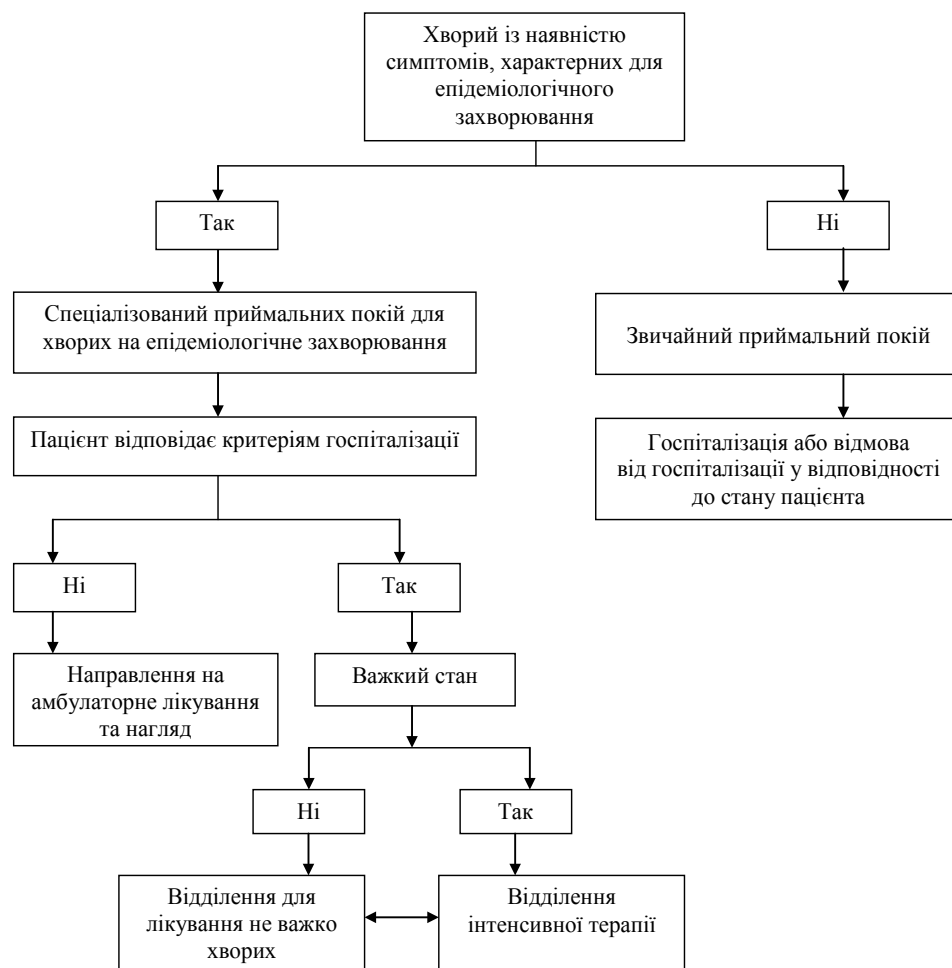 Хворий із наявністю
симптомів, характерних для
епідеміологічного
захворювання
Так
Ні
Спеціалізований приймальних покій для
хворих на епідеміологічне захворювання
Звичайний приймальний покій
Пацієнт відповідає критеріям госпіталізації
Госпіталізація або відмова
від госпіталізації у відповідності
до стану пацієнта
Ні
Так
Направлення на
амбулаторне лікування
та нагляд
Важкий стан
Ні
Так
Відділення для
лікування не важко
хворих
Відділення
інтенсивної терапії